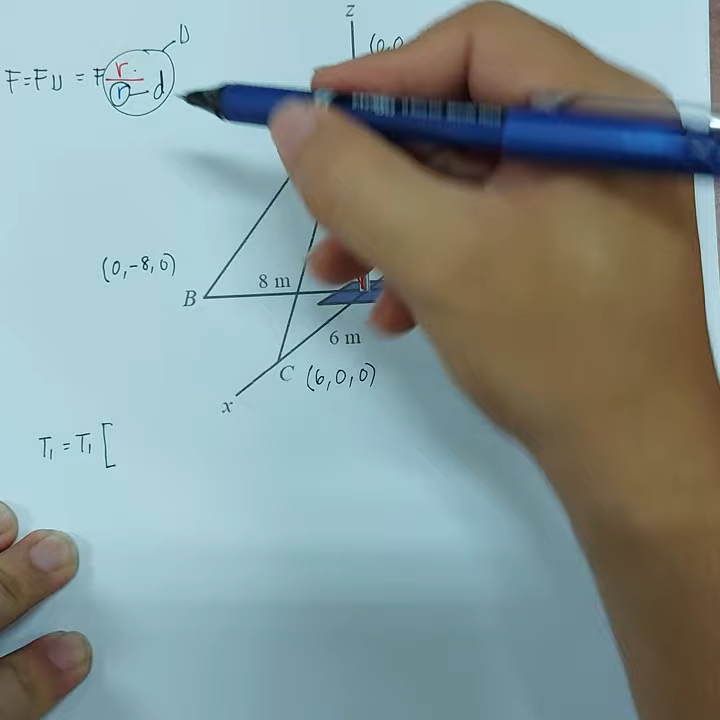 z
(0,0
U
F=FU = F r/r d
(0,-8,0)
B
8 m
6 m
C (6,0,0)
x
T₁ = T₁ [